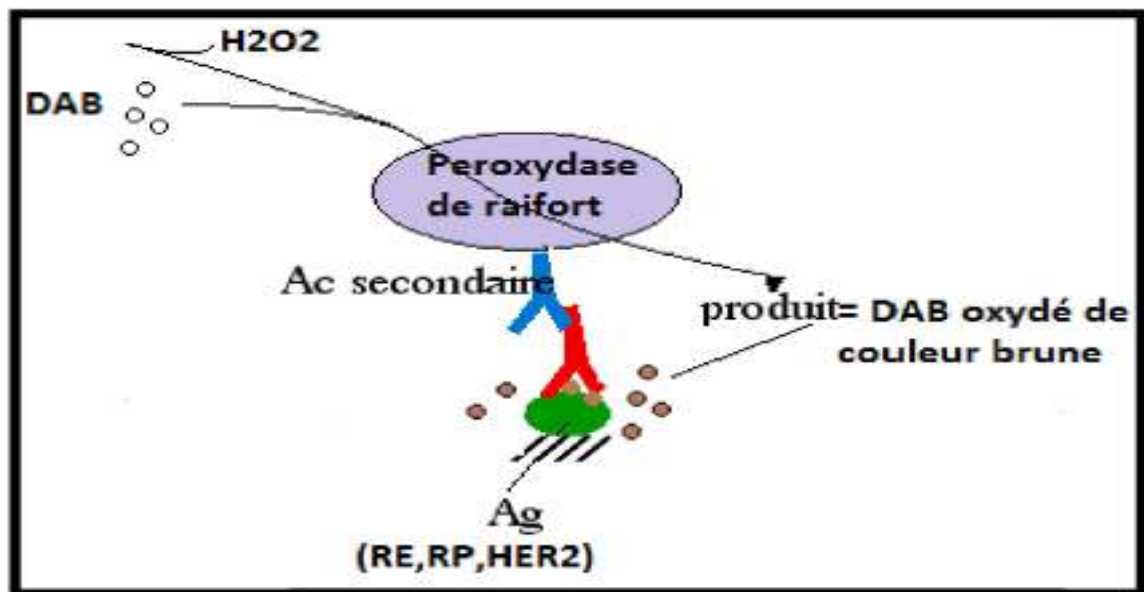 H2O2
DAB
Peroxydase
de raifort
Ac secondaire
produit= DAB oxydé de
couleur brune
Ag
(RE,RP,HER2)